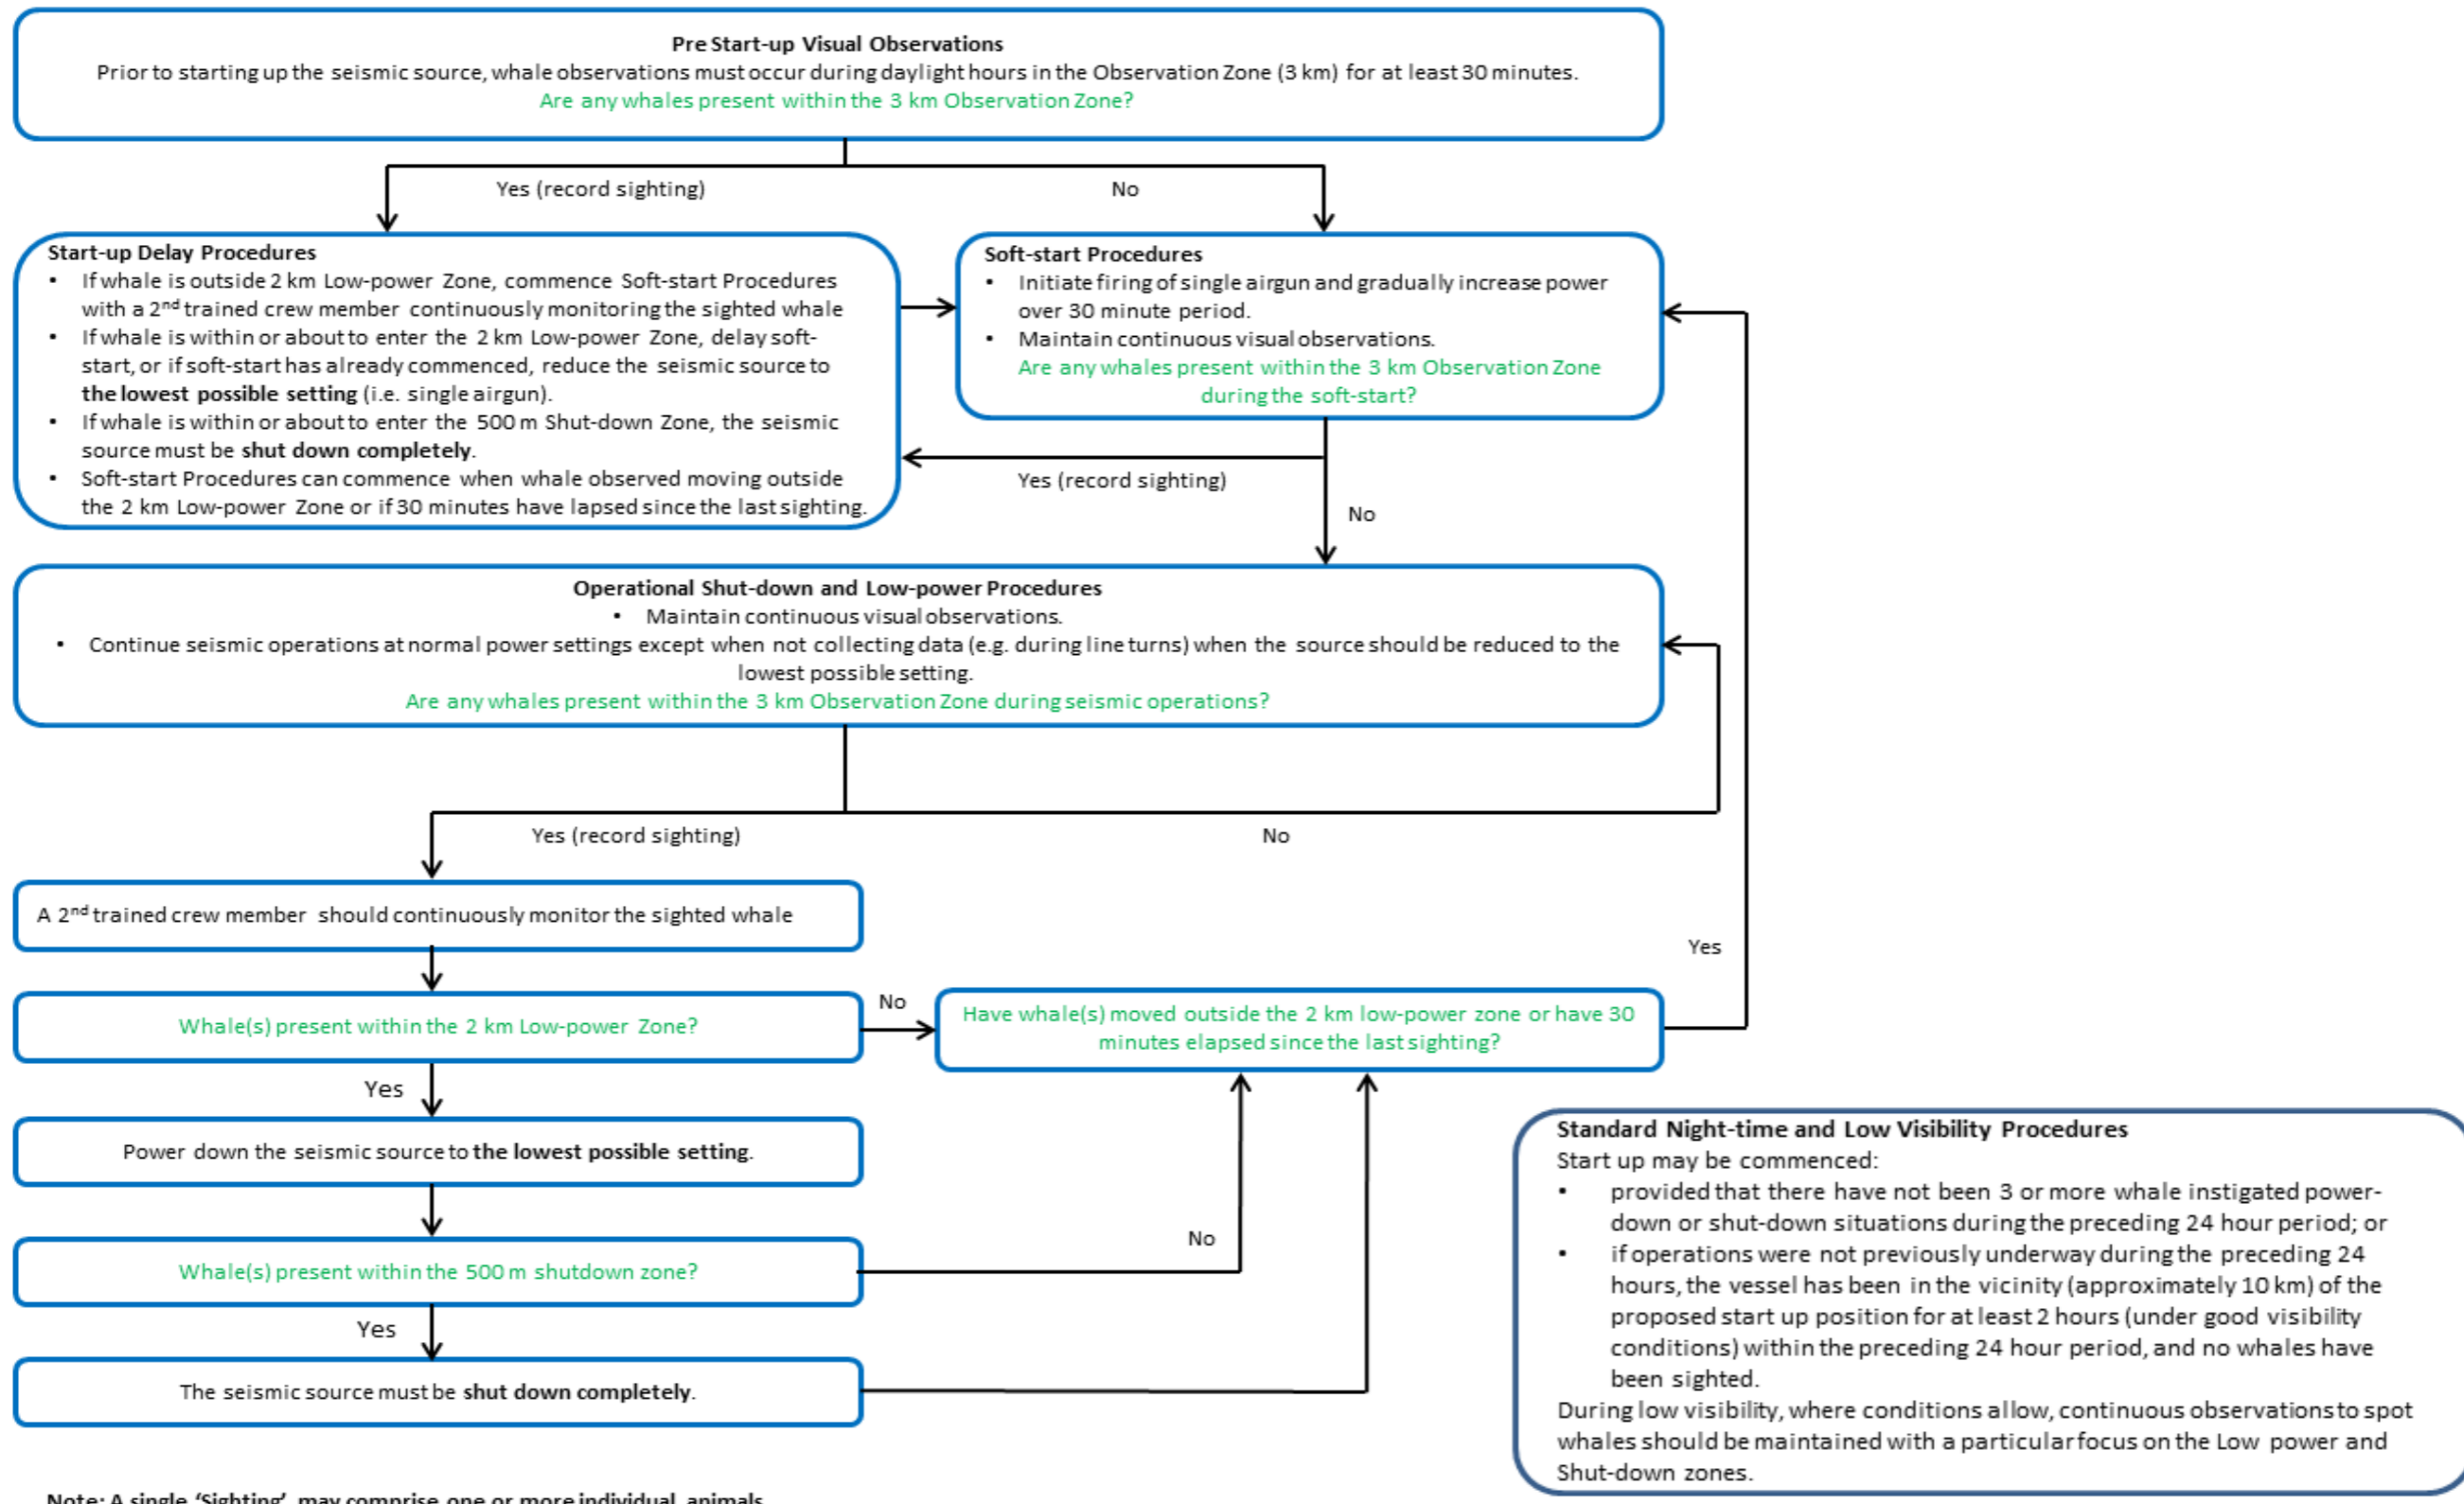 Pre Start-up Visual Observations
Prior to starting up the seismic source, whale observations must occur during daylight hours in the Observation Zone (3 km) for at least 30 minutes.
Are any whales present within the 3 km Observation Zone?
Yes (record sighting)
No
Start-up Delay Procedures
• If whale is outside 2 km Low-power Zone, commence Soft-start Procedures
with a 2nd trained crew member continuously monitoring the sighted whale
• If whale is within or about to enter the 2 km Low-power Zone, delay soft-
start, or if soft-start has already commenced, reduce the seismic source to
the lowest possible setting (i.e. single airgun).
• If whale is within or about to enter the 500 m Shut-down Zone, the seismic
source must be shut down completely.
• Soft-start Procedures can commence when whale observed moving outside
the 2 km Low-power Zone or if 30 minutes have lapsed since the last sighting.
Soft-start Procedures
• Initiate firing of single airgun and gradually increase power
over 30 minute period.
• Maintain continuous visual observations.
Are any whales present within the 3 km Observation Zone
during the soft-start?
Yes (record sighting)
No
Operational Shut-down and Low-power Procedures
• Maintain continuous visual observations.
• Continue seismic operations at normal power settings except when not collecting data (e.g. during line turns) when the source should be reduced to the
lowest possible setting.
Are any whales present within the 3 km Observation Zone during seismic operations?
Yes (record sighting)
No
A 2nd trained crew member should continuously monitor the sighted whale
Whale(s) present within the 2 km Low-power Zone?
No
Have whale(s) moved outside the 2 km low-power zone or have 30
minutes elapsed since the last sighting?
Yes
Yes
Power down the seismic source to the lowest possible setting.
Whale(s) present within the 500 m shutdown zone?
No
Yes
The seismic source must be shut down completely.
Standard Night-time and Low Visibility Procedures
Start up may be commenced:
• provided that there have not been 3 or more whale instigated power-
down or shut-down situations during the preceding 24 hour period; or
• if operations were not previously underway during the preceding 24
hours, the vessel has been in the vicinity (approximately 10 km) of the
proposed start up position for at least 2 hours (under good visibility
conditions) within the preceding 24 hour period, and no whales have
been sighted.
During low visibility, where conditions allow, continuous observations to spot
whales should be maintained with a particular focus on the Low power and
Shut-down zones.
Note: A single 'Sighting' may comprise one or more individual animals